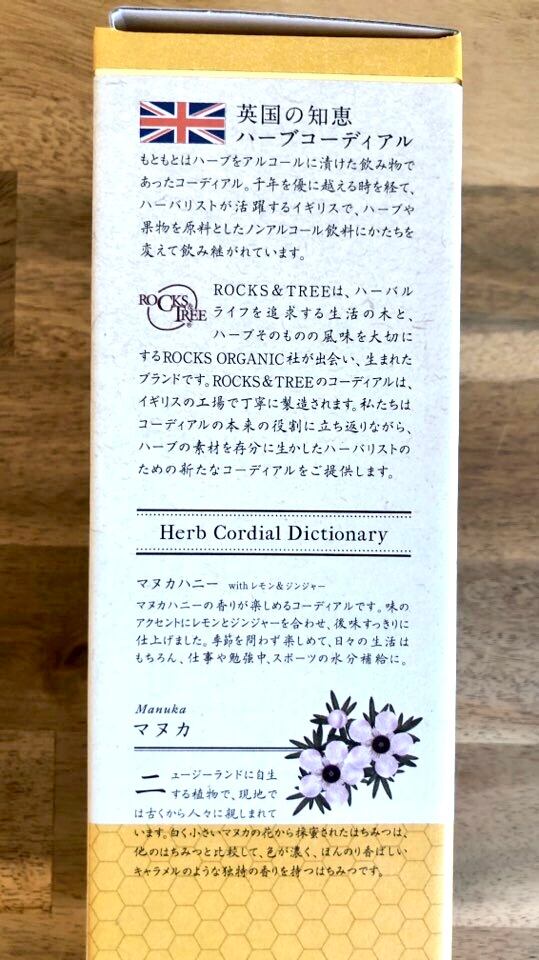 英国の知恵
ハーブコーディアル
もともとはハーブをアルコールに漬けた飲み物で
あったコーディアル。千年を優に越える時を経て、
ハーバリストが活躍するイギリスで、ハーブや
果物を原料としたノンアルコール飲料にかたちを
変えて飲み継がれています。
ROCKS & TREE®
ROCKS&TREEは、ハーバル
ライフを追求する生活の木と、
ハーブそのものの風味を大切に
するROCKS ORGANIC社が出会い、生まれた
ブランドです。ROCKS&TREEのコーディアルは、
イギリスの工場で丁寧に製造されます。私たちは
コーディアルの本来の役割に立ち返りながら、
ハーブの素材を存分に生かしたハーバリストの
ための新たなコーディアルをご提供します。
Herb Cordial Dictionary
マヌカハニー with レモン&ジンジャー
マヌカハニーの香りが楽しめるコーディアルです。味の
アクセントにレモンとジンジャーを合わせ、後味すっきりに
仕上げました。季節を問わず楽しめて、日々の生活は
もちろん、仕事や勉強中、スポーツの水分補給に。
Manuka
マヌカ
ニュージーランドに自生
する植物で、現地で
は古くから人々に親しまれて
います。白く小さいマヌカの花から採蜜されたはちみつは、
他のはちみつと比較して、色が濃く、ほんのり香ばしい
キャラメルのような独特の香りを持つはちみつです。